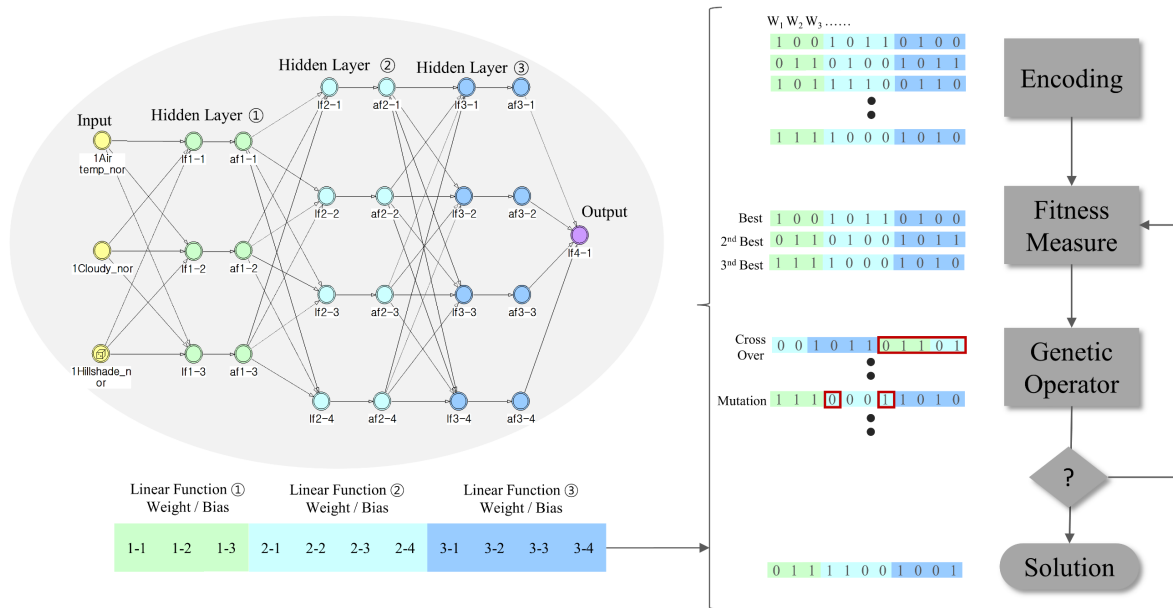 Input
Hidden Layer ①
Hidden Layer ②
Hidden Layer ③
Output
1Air
temp_nor
1Cloudy_nor
1Hillshade_n
or
lf1-1
af1-1
lf1-2
af1-2
lf1-3
af1-3
lf2-1
af2-1
lf2-2
af2-2
lf2-3
af2-3
lf2-4
af2-4
lf3-1
af3-1
lf3-2
af3-2
lf3-3
af3-3
lf3-4
af3-4
lf4-1
Linear Function ①
Weight / Bias
Linear Function ②
Weight / Bias
Linear Function ③
Weight / Bias
1-1 1-2 1-3 2-1 2-2 2-3 2-4 3-1 3-2 3-3 3-4
W1 W2 W3 ......
1 0 0 1 0 1 1 0 1 0 0
0 1 1 0 1 0 0 1 0 1 1
1 0 1 1 1 1 0 0 1 1 0
1 1 1 1 0 0 0 1 0 1 0
Best 1 0 0 1 0 1 1 0 1 0 0
2nd Best 0 1 1 0 1 0 0 1 0 1 1
3nd Best 1 1 1 1 0 0 0 1 0 1 0
Cross
Over
0 0 1 0 1 1 0 1 1 0 1
Mutation 1 1 1 0 0 0 1 1 0 1 0
0 1 1 1 1 0 0 1 0 0 1
Encoding
Fitness
Measure
Genetic
Operator
?
Solution